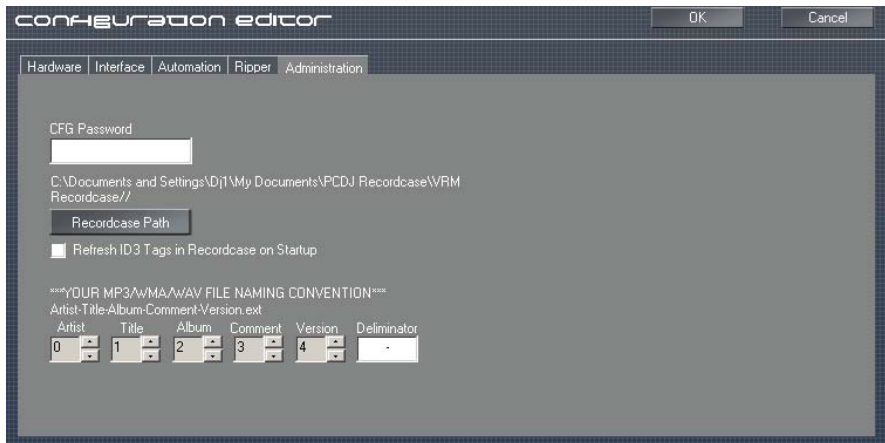 configuration editor
OK Cancel
Hardware Interface Automation Ripper Administration
CFG Password
C:\Documents and Settings\Dj1\My Documents\PCDJ Recordcase\VRM
Recordcase//
Recordcase Path
Refresh ID3 Tags in Recordcase on Startup
***YOUR MP3/WMA/WAV FILE NAMING CONVENTION***
Artist-Title-Album-Comment-Version.ext
Artist Title Album Comment Version Deliminator
0 1 2 3 4 -